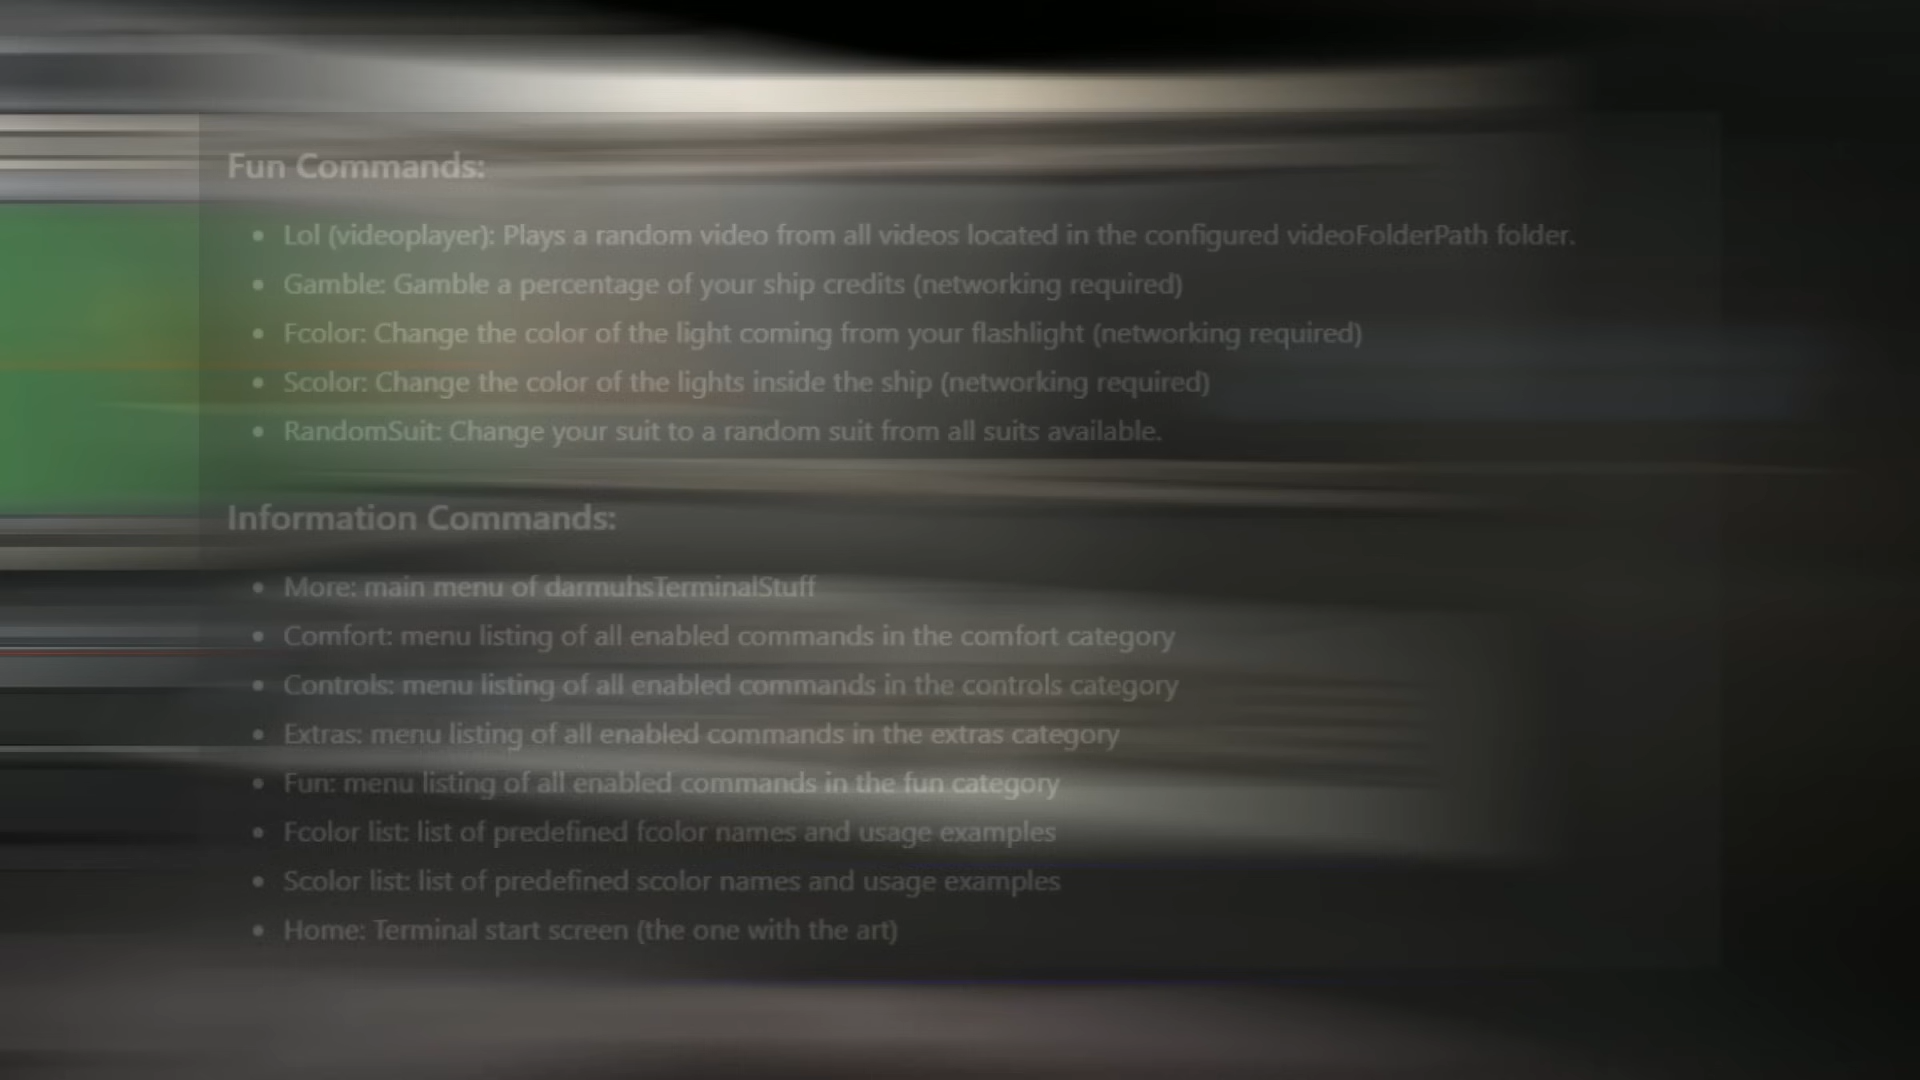 Fun Commands:
Lol (videoplayer): Plays a random video from all videos located in the configured videoFolderPath folder.
Gamble: Gamble a percentage of your ship credits (networking required)
Fcolor: Change the color of the light coming from your flashlight (networking required)
Scolor: Change the color of the lights inside the ship (networking required)
RandomSuit: Change your suit to a random suit from all suits available.
Information Commands:
More: main menu of darmuhsTerminalStuff
Comfort: menu listing of all enabled commands in the comfort category
Controls: menu listing of all enabled commands in the controls category
Extras: menu listing of all enabled commands in the extras category
Fun: menu listing of all enabled commands in the fun category
Fcolor list: list of predefined fcolor names and usage examples
Scolor list: list of predefined scolor names and usage examples
Home: Terminal start screen (the one with the art)